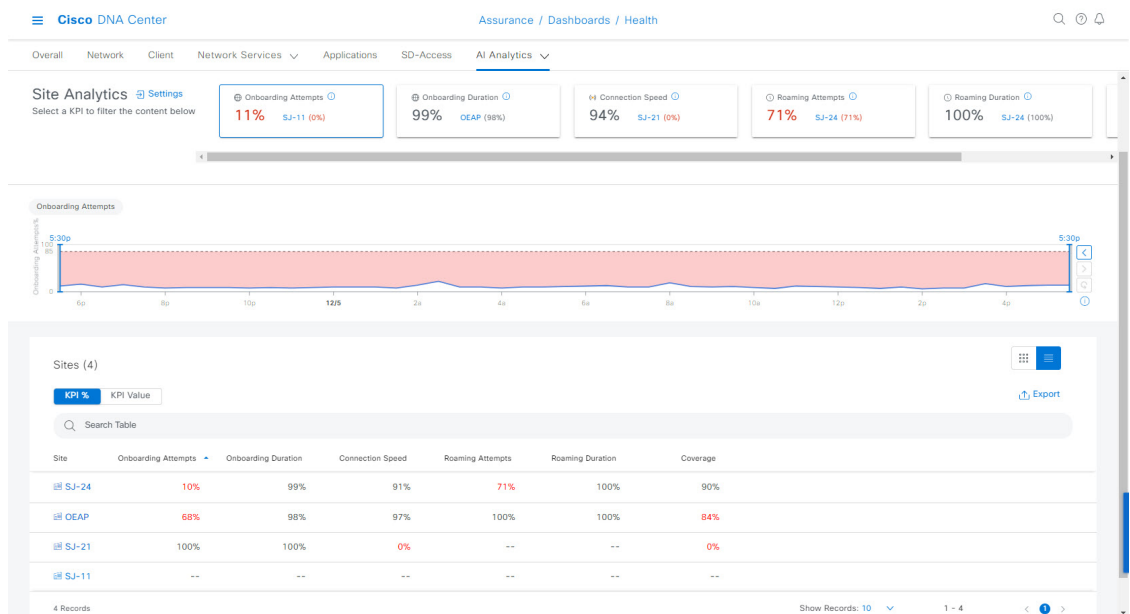 Cisco DNA Center
Assurance / Dashboards / Health
Overall Network Client Network Services Applications SD-Access AI Analytics
Site Analytics Settings
Select a KPI to filter the content below
Onboarding Attempts
11% SJ-11 (0%)
Onboarding Duration
99% OEAP (98%)
Connection Speed
94% SJ-21 (0%)
Roaming Attempts
71% SJ-24 (71%)
Roaming Duration
100% SJ-24 (100%)
Onboarding Attempts
Onboarding Attempts%
5:30p 5:30p
100
85
0
6p 8p 10p 12/5 2a 4a 6a 8a 10a 12p 2p 4p
Sites (4)
KPI % KPI Value Export
Search Table
Site Onboarding Attempts Onboarding Duration Connection Speed Roaming Attempts Roaming Duration Coverage
SJ-24 10% 99% 91% 71% 100% 90%
OEAP 68% 98% 97% 100% 100% 84%
SJ-21 100% 100% 0% -- -- 0%
SJ-11 -- -- -- -- -- --
4 Records Show Records: 10 1 - 4 1